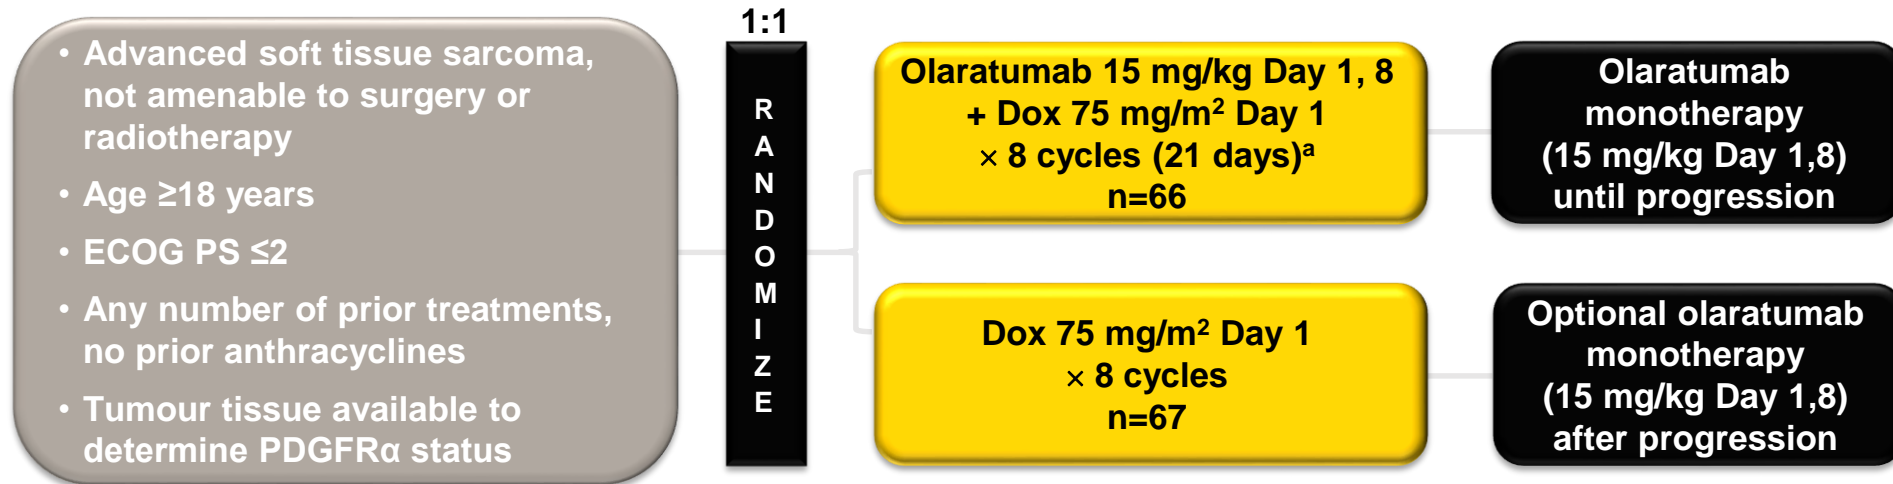 • Advanced soft tissue sarcoma,
not amenable to surgery or
radiotherapy
• Age ≥18 years
• ECOG PS ≤2
• Any number of prior treatments,
no prior anthracyclines
• Tumour tissue available to
determine PDGFRα status
1:1
R
A
N
D
O
M
I
Z
E
Olaratumab 15 mg/kg Day 1, 8
+ Dox 75 mg/m² Day 1
× 8 cycles (21 days)ᵃ
n=66
Olaratumab
monotherapy
(15 mg/kg Day 1,8)
until progression
Dox 75 mg/m² Day 1
× 8 cycles
n=67
Optional olaratumab
monotherapy
(15 mg/kg Day 1,8)
after progression